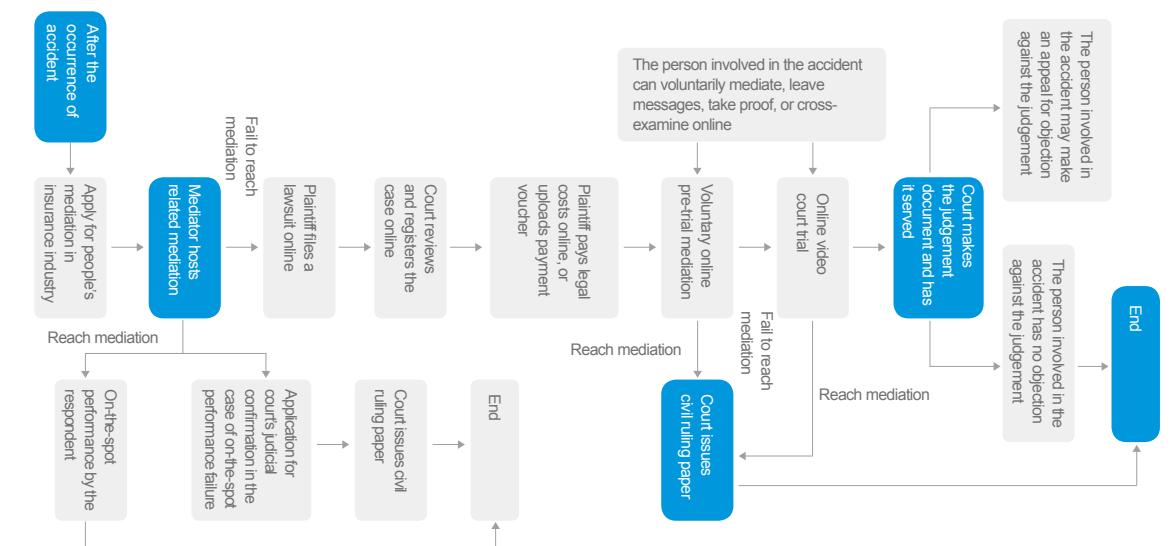 After the
occurrence of
accident
Apply for people's
mediation in
insurance industry
Mediator hosts
related mediation
Fail to reach
mediation
Plaintiff files a
lawsuit online
Court reviews
and registers the
case online
Plaintiff pays legal
costs online, or
uploads payment
voucher
The person involved in the accident
can voluntarily mediate, leave
messages, take proof, or cross-
examine online
Voluntary online
pre-trial mediation
Online video
court trial
Court makes
the judgement
document and has
it served
The person involved in
the accident may make
an appeal for objection
against the judgement
The person involved in the
accident has no objection
against the judgement
End
Reach mediation
On-the-spot
performance by the
respondent
Application for
court's judicial
confirmation in the
case of on-the-spot
performance failure
Court issues civil
ruling paper
End
Reach mediation
Fail to reach
mediation
Reach mediation
Court issues
civil ruling paper